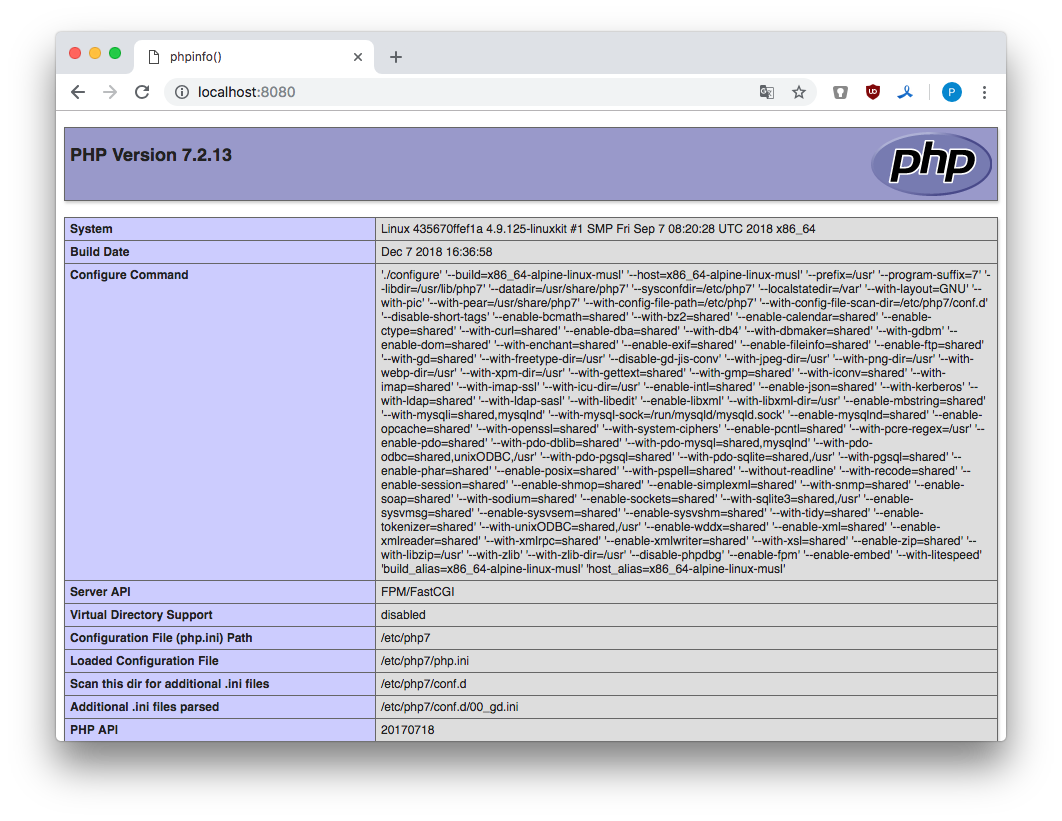 phpinfo()
localhost:8080
P
PHP Version 7.2.13
php
System Linux 435670ffef1a 4.9.125-linuxkit #1 SMP Fri Sep 7 08:20:28 UTC 2018 x86_64
Build Date Dec 7 2018 16:36:58
Configure Command './configure' '--build=x86_64-alpine-linux-musl' '--host=x86_64-alpine-linux-musl' '--prefix=/usr' '--program-suffix=7' '-
-libdir=/usr/lib/php7' '--datadir=/usr/share/php7' '--sysconfdir=/etc/php7' '--localstatedir=/var' '--with-layout=GNU' '--
with-pic' '--with-pear=/usr/share/php7' '--with-config-file-path=/etc/php7' '--with-config-file-scan-dir=/etc/php7/conf.d'
'--disable-short-tags' '--enable-bcmath=shared' '--with-bz2=shared' '--enable-calendar=shared' '--enable-
ctype=shared' '--with-curl=shared' '--enable-dba=shared' '--with-db4' '--with-dbmaker=shared' '--with-gdbm' '--
enable-dom=shared' '--with-enchant=shared' '--enable-exif=shared' '--enable-fileinfo=shared' '--enable-ftp=shared'
'--with-gd=shared' '--with-freetype-dir=/usr' '--disable-gd-jis-conv' '--with-jpeg-dir=/usr' '--with-png-dir=/usr' '--with-
webp-dir=/usr' '--with-xpm-dir=/usr' '--with-gettext=shared' '--with-gmp=shared' '--with-iconv=shared' '--with-
imap=shared' '--with-imap-ssl' '--with-icu-dir=/usr' '--enable-intl=shared' '--enable-json=shared' '--with-kerberos'
'--with-ldap=shared' '--with-ldap-sasl' '--with-libedit' '--enable-libxml' '--with-libxml-dir=/usr' '--enable-mbstring=shared'
'--with-mysqli=shared,mysqlnd' '--with-mysql-sock=/run/mysqld/mysqld.sock' '--enable-mysqlnd=shared' '--enable-
opcache=shared' '--with-openssl=shared' '--with-system-ciphers' '--enable-pcntl=shared' '--with-pcre-regex=/usr' '--
enable-pdo=shared' '--with-pdo-dblib=shared' '--with-pdo-mysql=shared,mysqlnd' '--with-pdo-
odbc=shared,unixODBC,/usr' '--with-pdo-pgsql=shared' '--with-pdo-sqlite=shared,/usr' '--with-pgsql=shared' '--
enable-phar=shared' '--enable-posix=shared' '--with-pspell=shared' '--without-readline' '--with-recode=shared' '--
enable-session=shared' '--enable-shmop=shared' '--enable-simplexml=shared' '--with-snmp=shared' '--enable-
soap=shared' '--with-sodium=shared' '--enable-sockets=shared' '--with-sqlite3=shared,/usr' '--enable-
sysvmsg=shared' '--enable-sysvsem=shared' '--enable-sysvshm=shared' '--with-tidy=shared' '--enable-
tokenizer=shared' '--with-unixODBC=shared,/usr' '--enable-wddx=shared' '--enable-xml=shared' '--enable-
xmlreader=shared' '--with-xmlrpc=shared' '--enable-xmlwriter=shared' '--with-xsl=shared' '--enable-zip=shared' '--
with-libzip=/usr' '--with-zlib' '--with-zlib-dir=/usr' '--disable-phpdbg' '--enable-fpm' '--enable-embed' '--with-litespeed'
'build_alias=x86_64-alpine-linux-musl' 'host_alias=x86_64-alpine-linux-musl'
Server API FPM/FastCGI
Virtual Directory Support disabled
Configuration File (php.ini) Path /etc/php7
Loaded Configuration File /etc/php7/php.ini
Scan this dir for additional .ini files /etc/php7/conf.d
Additional .ini files parsed /etc/php7/conf.d/00_gd.ini
PHP API 20170718